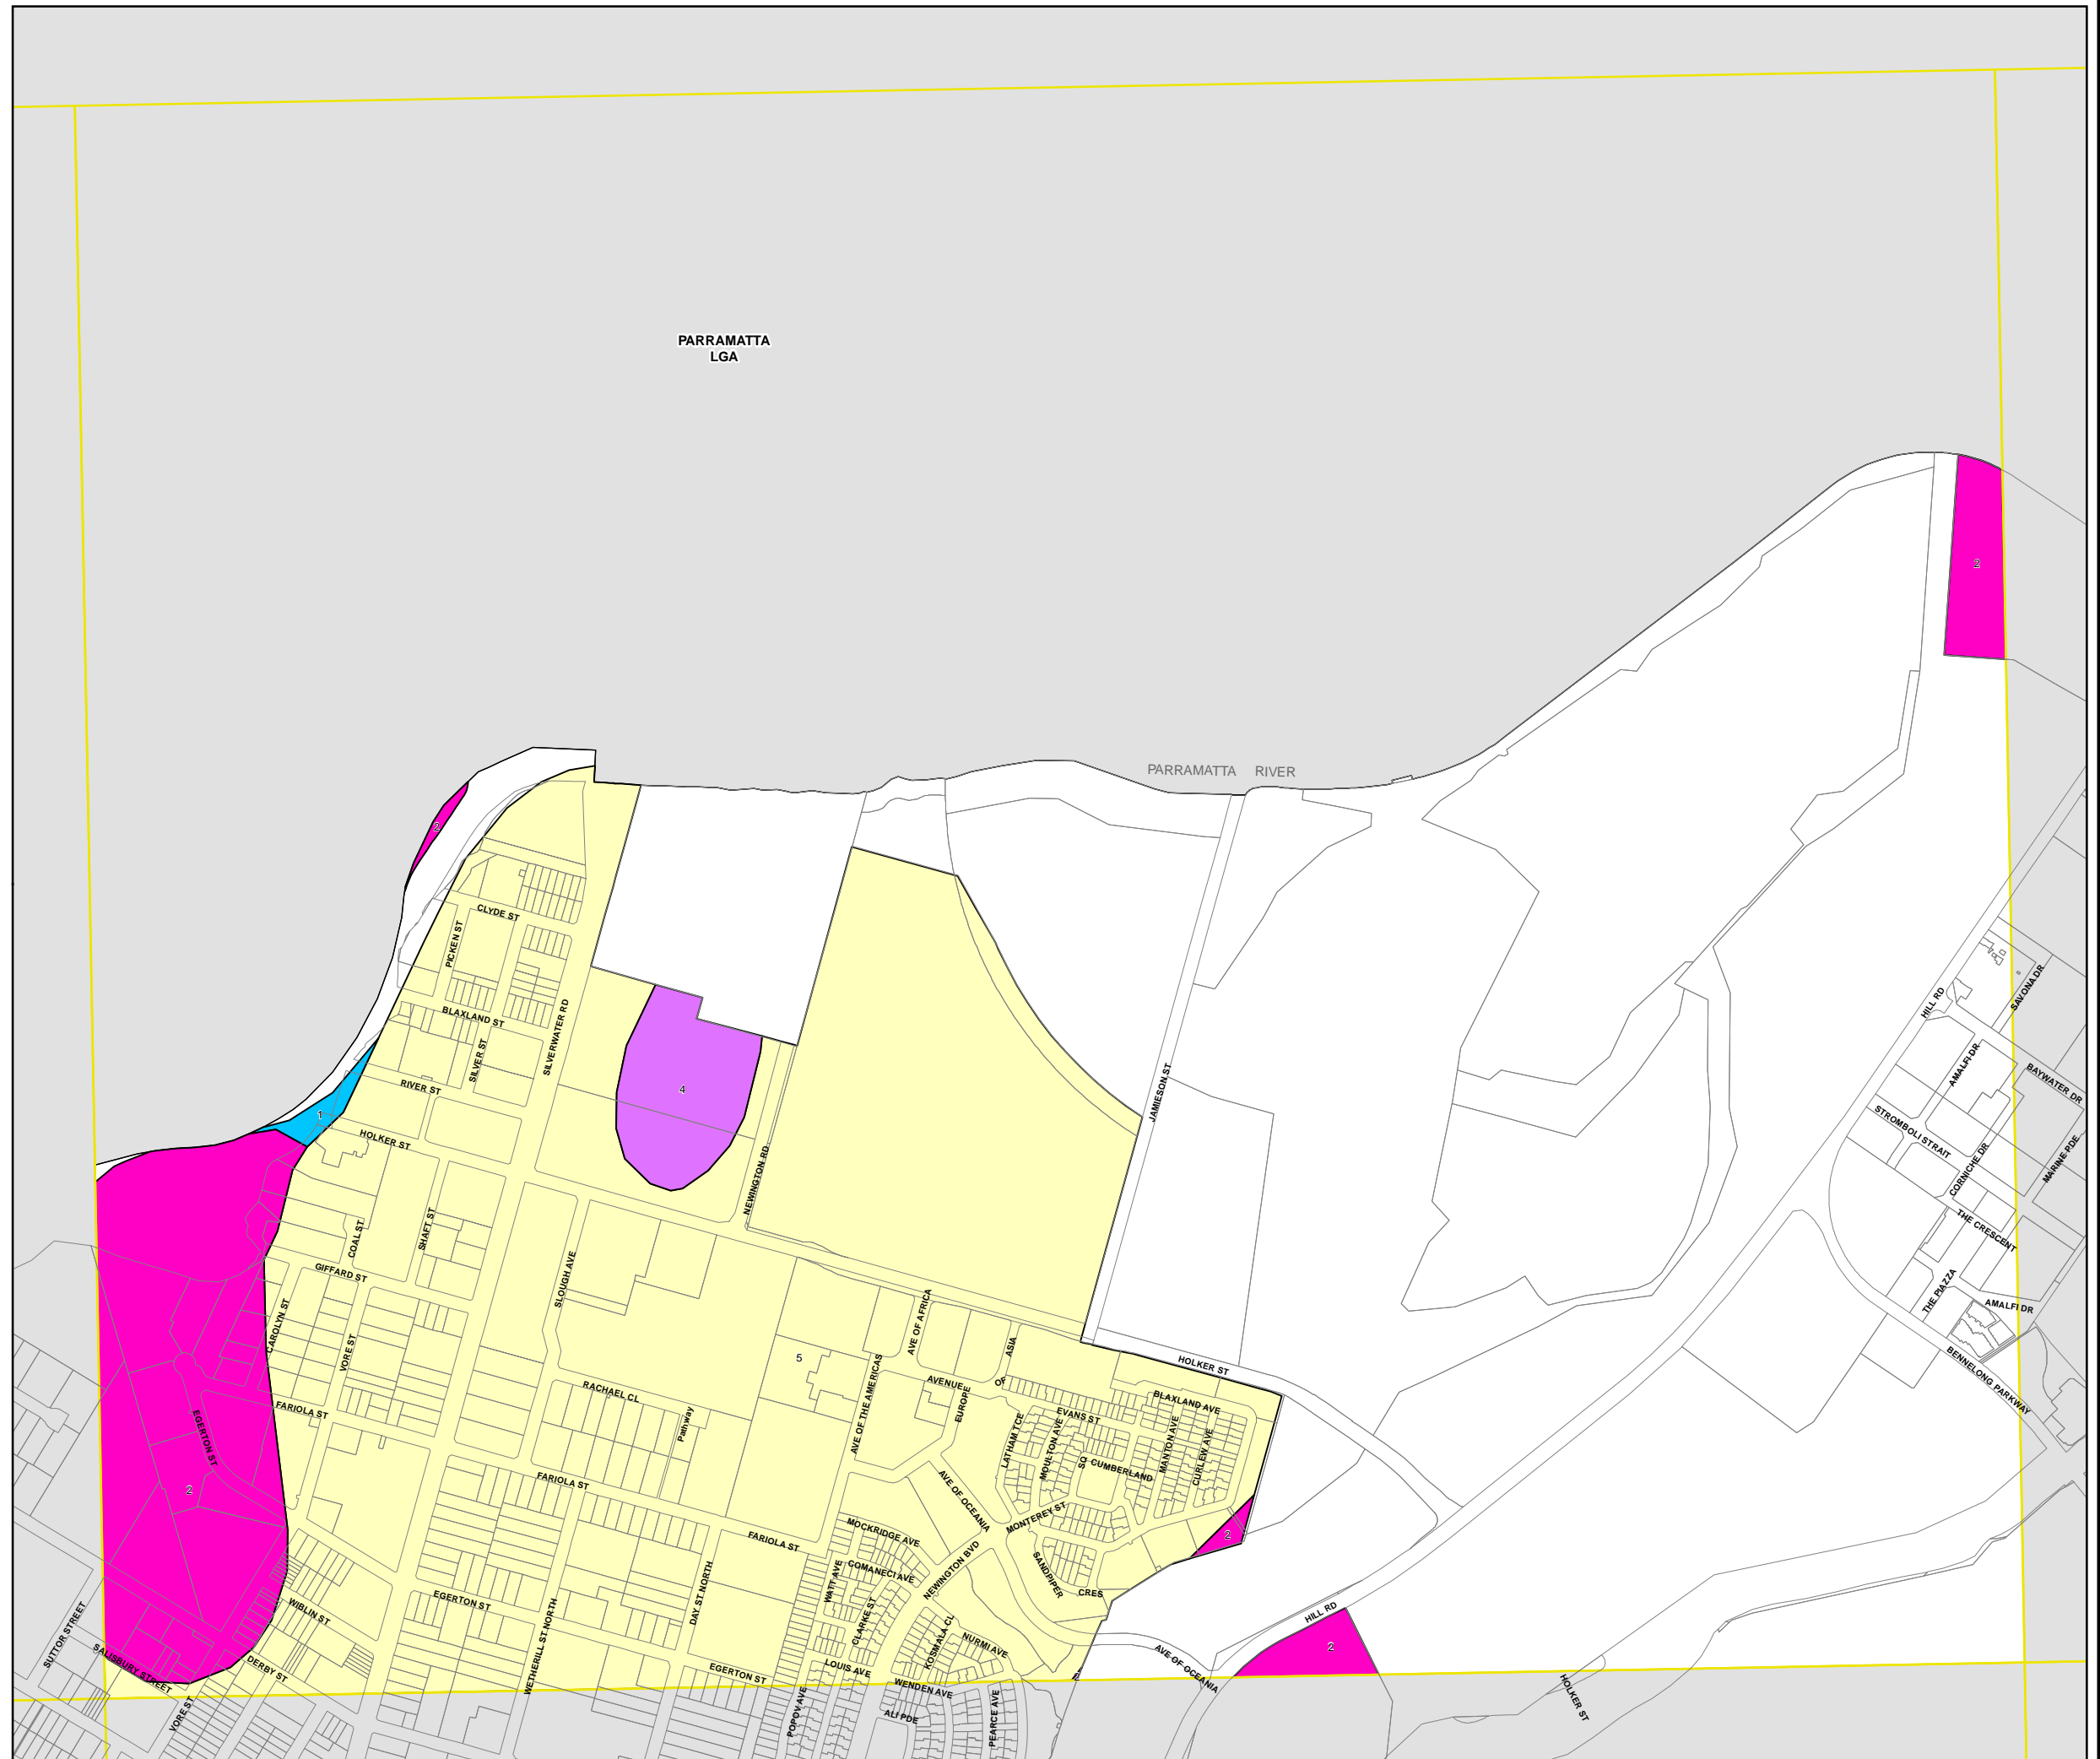 PARRAMATTA
LGA
2
PARRAMATTA RIVER
2
CLYDE ST
PICKEN ST
BLAXLAND ST
SILVERWATER RD
SILVER ST
RIVER ST
4
1
HOLKER ST
JAMIESON ST
HILL RD
SAVONA DR
AMALFI DR
BAYWATER DR
STROMBOLI STRAIT
MARINE PDE
CORNICHE DR
THE CRESCENT
THE PIAZZA
AMALFI DR
BENNELONG PARKWAY
NEWINGTON RD
COAL ST
SHAFT ST
GIFFARD ST
SLOUGH AVE
CAROLYN ST
VORE ST
AVE OF AFRICA
ASIA
5
HOLKER ST
RACHAEL CL
AVE OF THE AMERICAS
AVENUE
OF
EUROPE
BLAXLAND AVE
FARIOLA ST
EGERTON ST
Pathway
EVANS ST
LATHAM TCE
MOULTON AVE
SQ
CUMBERLAND
MANTON AVE
CURLEW AVE
2
FARIOLA ST
AVE OF OCEANIA
MONTEREY ST
2
MOCKRIDGE AVE
FARIOLA ST
COMANECI AVE
NEWINGTON BVD
SANDPIPER
CRES
WATT AVE
DAY ST NORTH
EGERTON ST
WIBLIN ST
SUTTOR STREET
SALISBURY STREET
DERBY ST
VORE ST
WETHERILL ST NORTH
CLARKE ST
KOSMALA CL
NURMI AVE
LOUIS AVE
EGERTON ST
WENDEN AVE
POPOV AVE
ALI PDE
PEARCE AVE
HILL RD
2
AVE OF OCEANIA
HOLKER ST